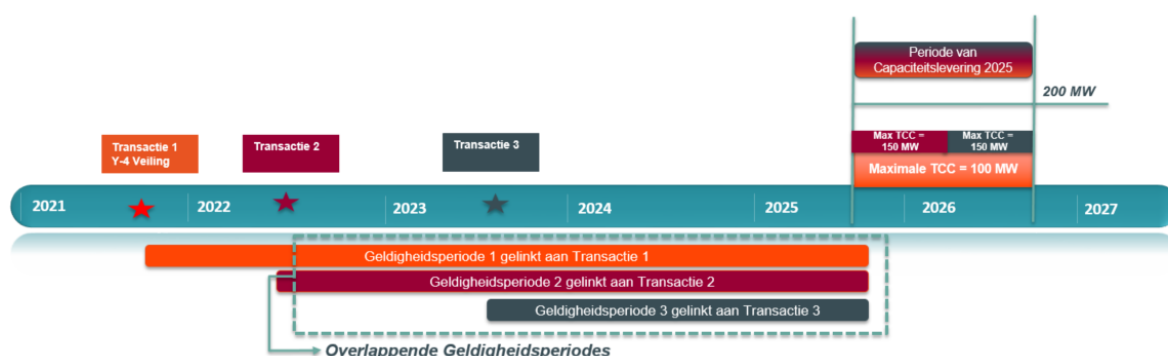 Periode van
Capaciteitslevering 2025
200 MW
Transactie 1
Y-4 Veiling
Transactie 2
Transactie 3
Max TCC =
150 MW
Max TCC =
150 MW
Maximale TCC = 100 MW
2021
2022
2023
2024
2025
2026
2027
Geldigheidsperiode 1 gelinkt aan Transactie 1
Geldigheidsperiode 2 gelinkt aan Transactie 2
Geldigheidsperiode 3 gelinkt aan Transactie 3
Overlappende Geldigheidsperiodes